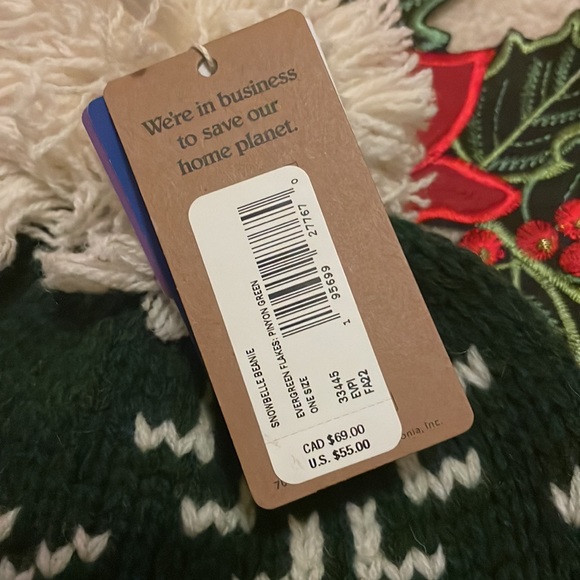 We're in business
to save our
home planet.
1 95699 27767 0
SNOWBELLE BEANIE
EVERGREEN FLAKES: PINYON GREEN
ONE SIZE
33445
E/P/
FA22
CAD $69.00
U.S. $55.00
Inc.